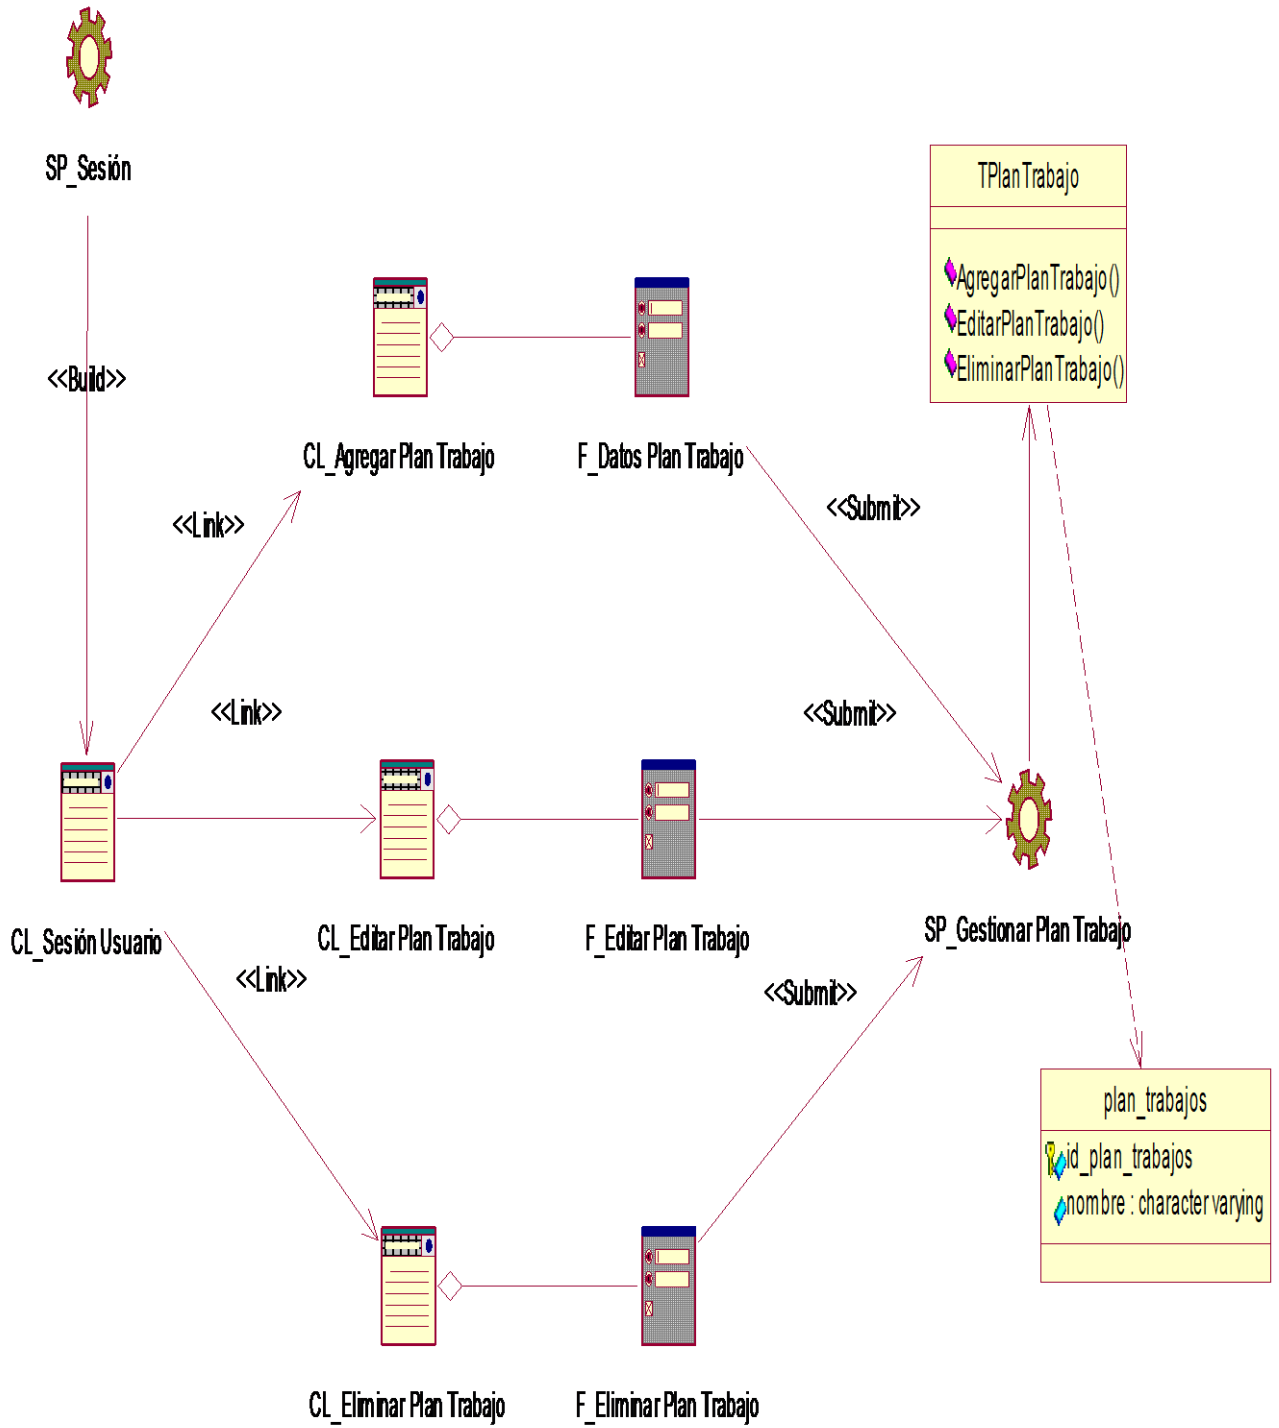 SP_Sesión
TPlanTrabajo
AgregarPlanTrabajo()
EditarPlanTrabajo()
EliminarPlanTrabajo()
<<Build>>
CL_Agregar Plan Trabajo
F_Datos Plan Trabajo
<<Link>>
<<Submit>>
<<Link>>
<<Submit>>
CL_Sesión Usuario
CL_Editar Plan Trabajo
F_Editar Plan Trabajo
SP_Gestionar Plan Trabajo
<<Link>>
<<Submit>>
plan_trabajos
id_plan_trabajos
nombre : character varying
CL_Eliminar Plan Trabajo
F_Eliminar Plan Trabajo